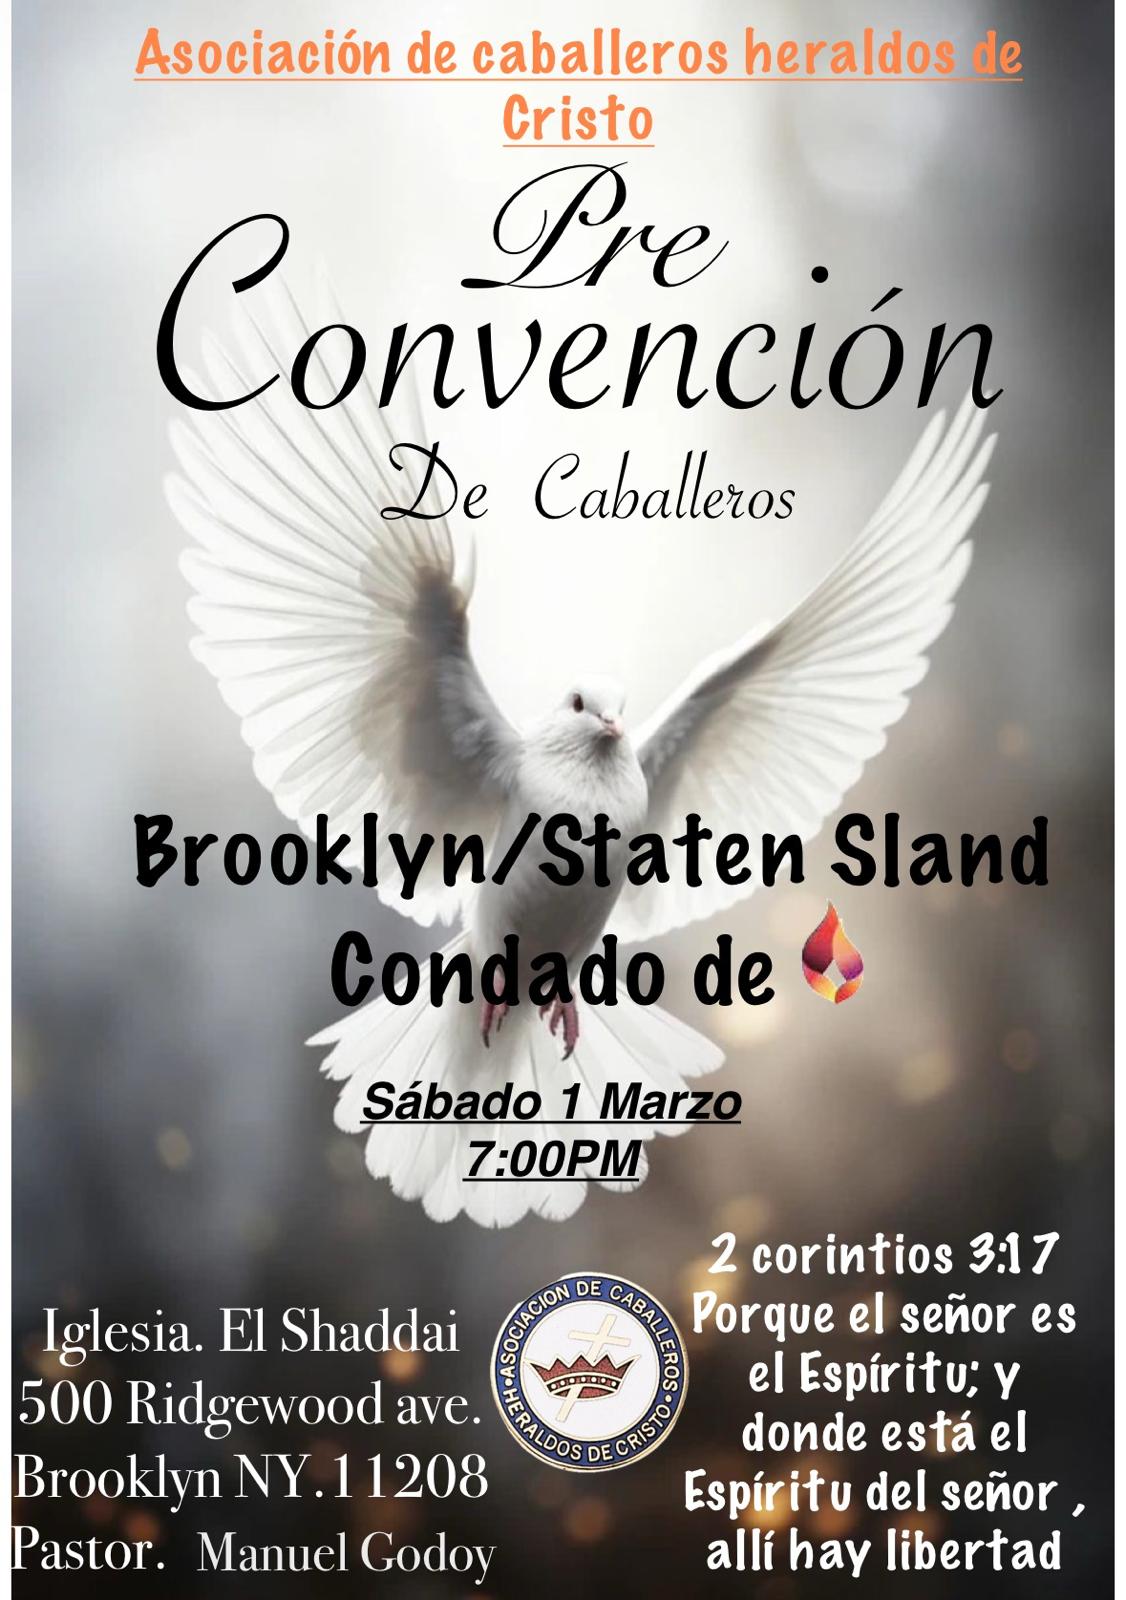 Asociación de caballeros heraldos de
Cristo
Pre
Convención
De Caballeros
Brooklyn/Staten Sland
Condado de
Sábado 1 Marzo
7:00PM
Iglesia. El Shaddai
500 Ridgewood ave.
Brooklyn NY.11208
Pastor. Manuel Godoy
ASOCIACION DE CABALLEROS
HERALDOS DE CRISTO
2 corintios 3:17
Porque el señor es
el Espíritu; y
donde está el
Espíritu del señor ,
allí hay libertad